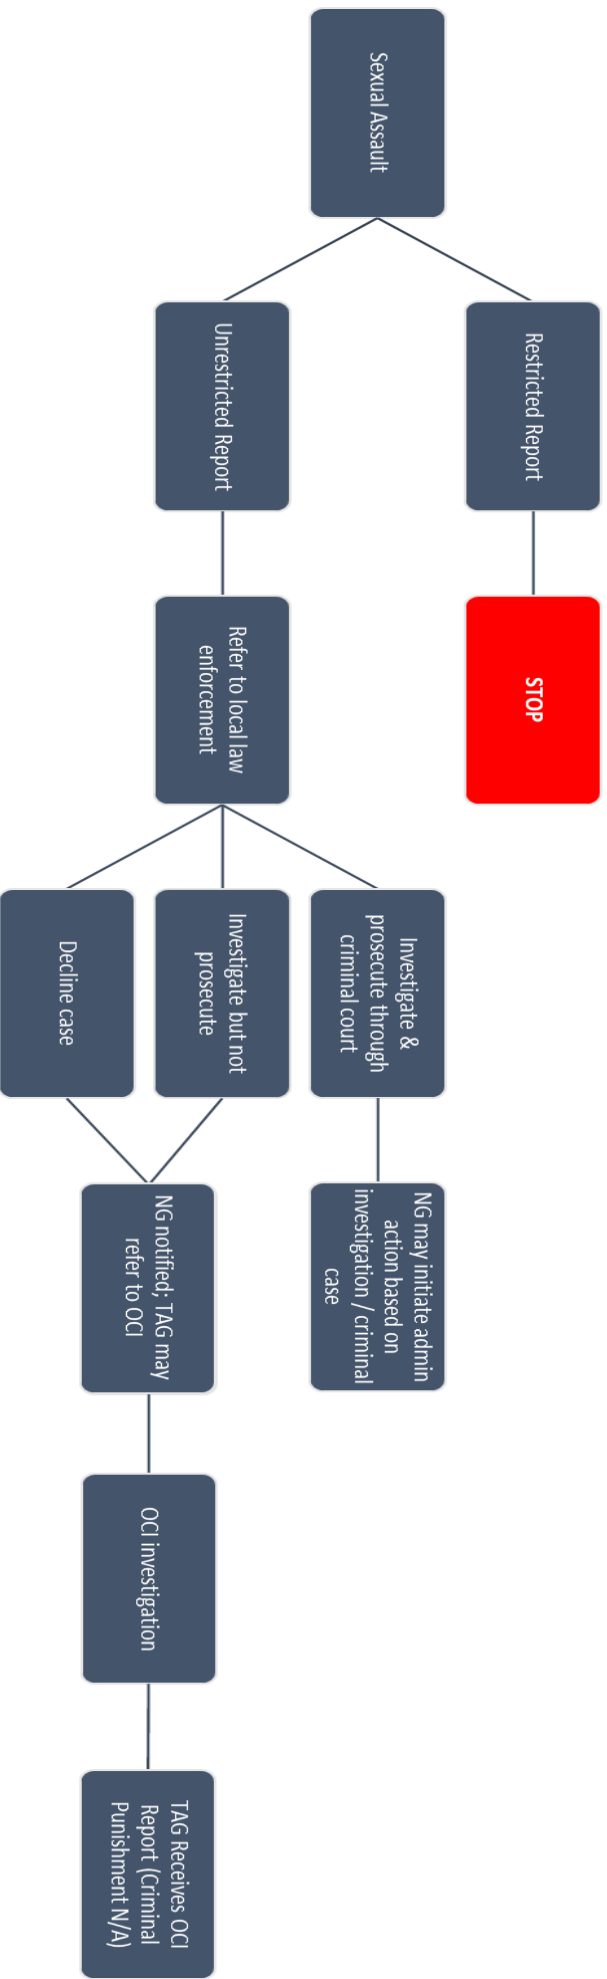 Sexual Assault
Restricted Report
STOP
Unrestricted Report
Refer to local law
enforcement
Investigate &
prosecute through
criminal court
NG may initiate admin
action based on
investigation / criminal
case
Investigate but not
prosecute
Decline case
NG notified; TAG may
refer to OCI
OCI investigation
TAG Receives OCI
Report (Criminal
Punishment N/A)